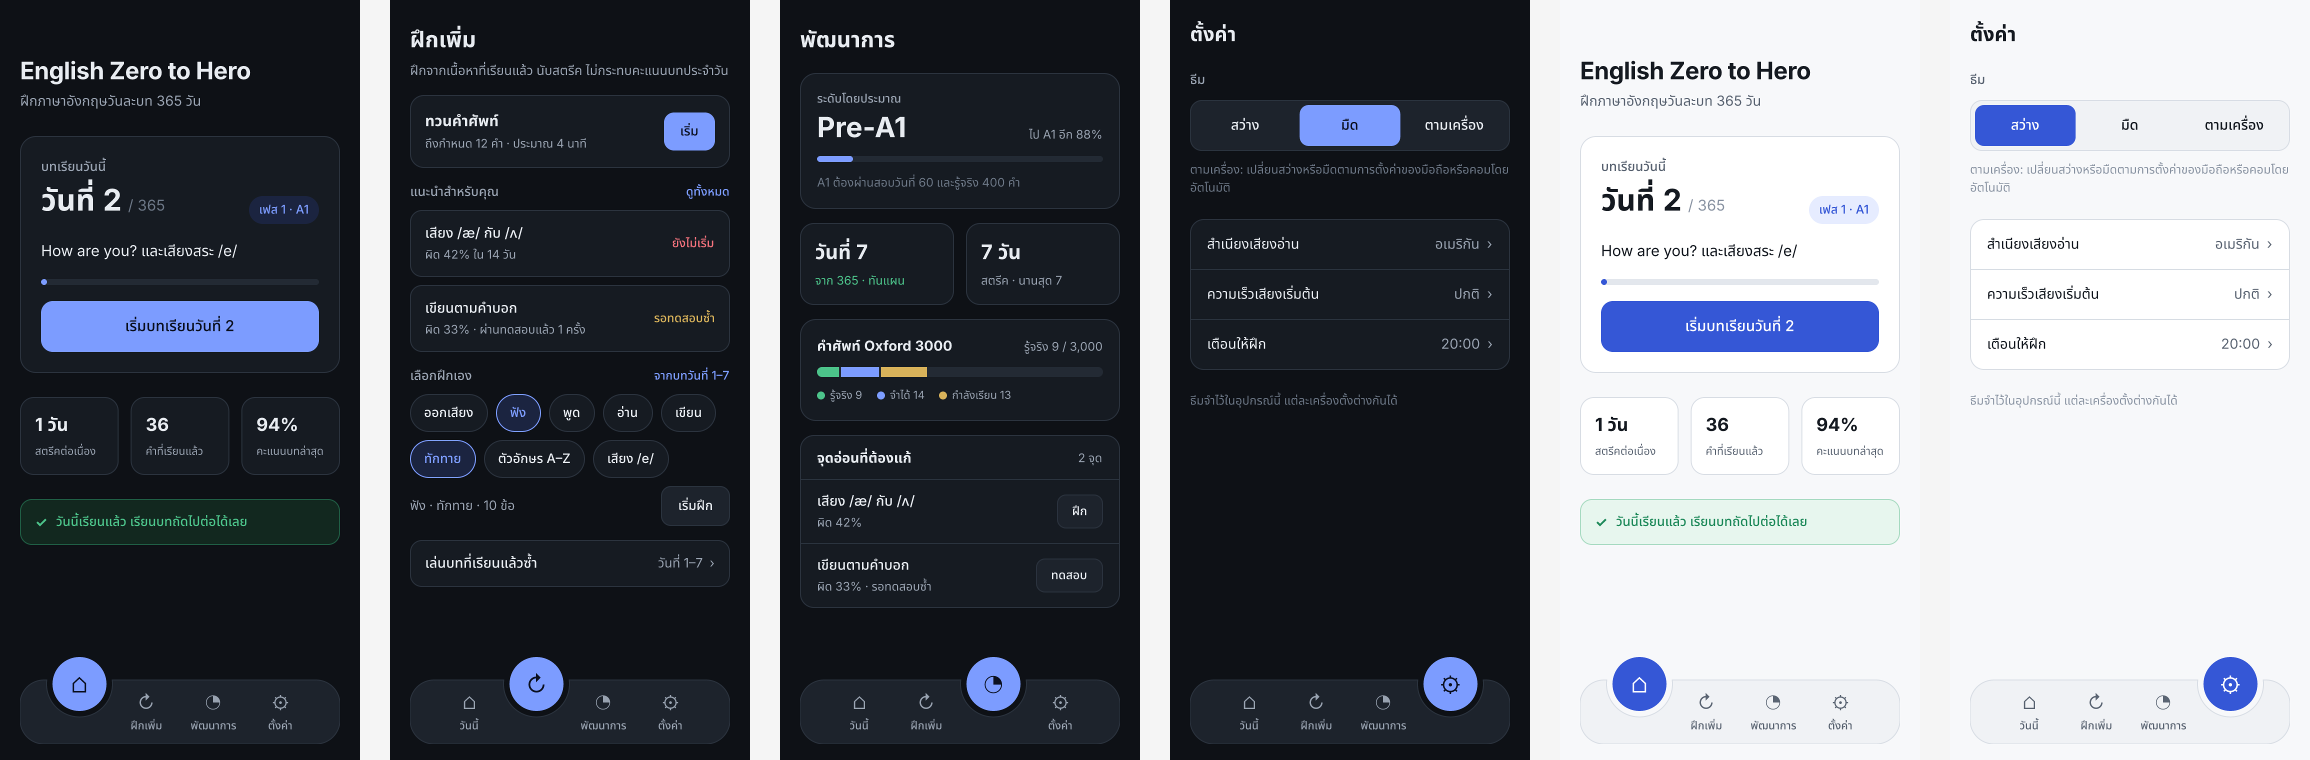 English Zero to Hero
ฝึกภาษาอังกฤษวันละบท 365 วัน
บทเรียนวันนี้
วันที่ 2 / 365
เฟส 1 · A1
How are you? และเสียงสระ /e/
เริ่มบทเรียนวันที่ 2
1 วัน
สตรีคต่อเนื่อง
36
คำที่เรียนแล้ว
94%
คะแนนบทล่าสุด
✓ วันนี้เรียนแล้ว เรียนบทถัดไปต่อได้เลย
ฝึกเพิ่ม
พัฒนาการ
ตั้งค่า
ฝึกเพิ่ม
ฝึกจากเนื้อหาที่เรียนแล้ว นับสตรีค ไม่กระทบคะแนนบทประจำวัน
ทวนคำศัพท์
ถึงกำหนด 12 คำ · ประมาณ 4 นาที
เริ่ม
แนะนำสำหรับคุณ
ดูทั้งหมด
เสียง /æ/ กับ /ʌ/
ผิด 42% ใน 14 วัน
ยังไม่เริ่ม
เขียนตามคำบอก
ผิด 33% · ผ่านทดสอบแล้ว 1 ครั้ง
รอทดสอบซ้ำ
เลือกฝึกเอง
จากบทวันที่ 1–7
ออกเสียง
ฟัง
พูด
อ่าน
เขียน
ทักทาย
ตัวอักษร A–Z
เสียง /e/
ฟัง · ทักทาย · 10 ข้อ
เริ่มฝึก
เล่นบทที่เรียนแล้วซ้ำ
วันที่ 1–7 ›
วันนี้
พัฒนาการ
ตั้งค่า
พัฒนาการ
ระดับโดยประมาณ
Pre-A1
ไป A1 อีก 88%
A1 ต้องผ่านสอบวันที่ 60 และรู้จริง 400 คำ
วันที่ 7
จาก 365 · ทันแผน
7 วัน
สตรีค · นานสุด 7
คำศัพท์ Oxford 3000
รู้จริง 9 / 3,000
รู้จริง 9
จำได้ 14
กำลังเรียน 13
จุดอ่อนที่ต้องแก้
2 จุด
เสียง /æ/ กับ /ʌ/
ผิด 42%
ฝึก
เขียนตามคำบอก
ผิด 33% · รอทดสอบซ้ำ
ทดสอบ
วันนี้
ฝึกเพิ่ม
ตั้งค่า
ตั้งค่า
ธีม
สว่าง
มืด
ตามเครื่อง
ตามเครื่อง: เปลี่ยนสว่างหรือมืดตามการตั้งค่าของมือถือหรือคอมโดย
อัตโนมัติ
สำเนียงเสียงอ่าน
อเมริกัน ›
ความเร็วเสียงเริ่มต้น
ปกติ ›
เตือนให้ฝึก
20:00 ›
ธีมจำไว้ในอุปกรณ์นี้ แต่ละเครื่องตั้งต่างกันได้
วันนี้
ฝึกเพิ่ม
พัฒนาการ
English Zero to Hero
ฝึกภาษาอังกฤษวันละบท 365 วัน
บทเรียนวันนี้
วันที่ 2 / 365
เฟส 1 · A1
How are you? และเสียงสระ /e/
เริ่มบทเรียนวันที่ 2
1 วัน
สตรีคต่อเนื่อง
36
คำที่เรียนแล้ว
94%
คะแนนบทล่าสุด
✓ วันนี้เรียนแล้ว เรียนบทถัดไปต่อได้เลย
ฝึกเพิ่ม
พัฒนาการ
ตั้งค่า
ตั้งค่า
ธีม
สว่าง
มืด
ตามเครื่อง
ตามเครื่อง: เปลี่ยนสว่างหรือมืดตามการตั้งค่าของมือถือหรือคอมโดย
อัตโนมัติ
สำเนียงเสียงอ่าน
อเมริกัน ›
ความเร็วเสียงเริ่มต้น
ปกติ ›
เตือนให้ฝึก
20:00 ›
ธีมจำไว้ในอุปกรณ์นี้ แต่ละเครื่องตั้งต่างกันได้
วันนี้
ฝึกเพิ่ม
พัฒนาการ